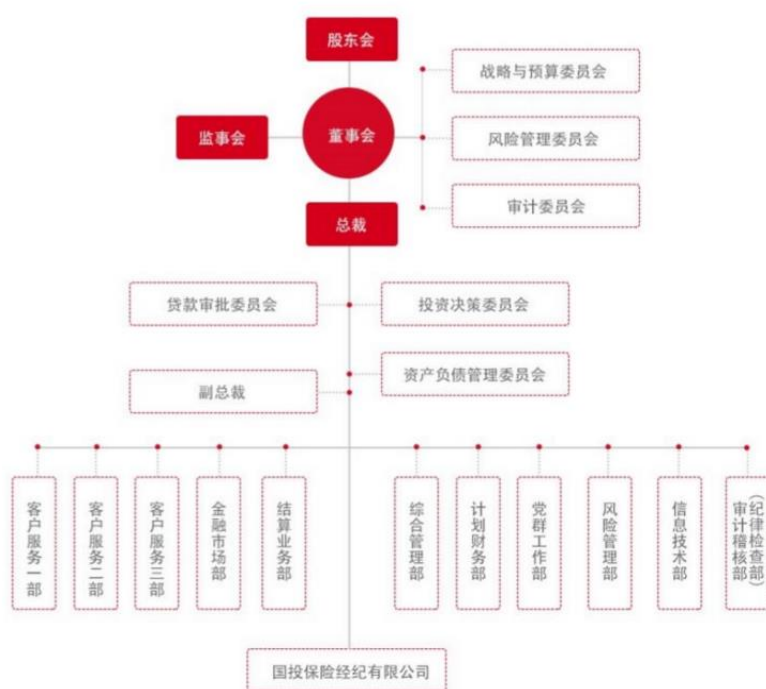 股东会
战略与预算委员会
监事会
董事会
风险管理委员会
审计委员会
总裁
贷款审批委员会
投资决策委员会
资产负债管理委员会
副总裁
客户服务一部
客户服务二部
客户服务三部
金融市场部
结算业务部
综合管理部
计划财务部
党群工作部
风险管理部
信息技术部
审计稽核部
（纪律检查部）
国投保险经纪有限公司